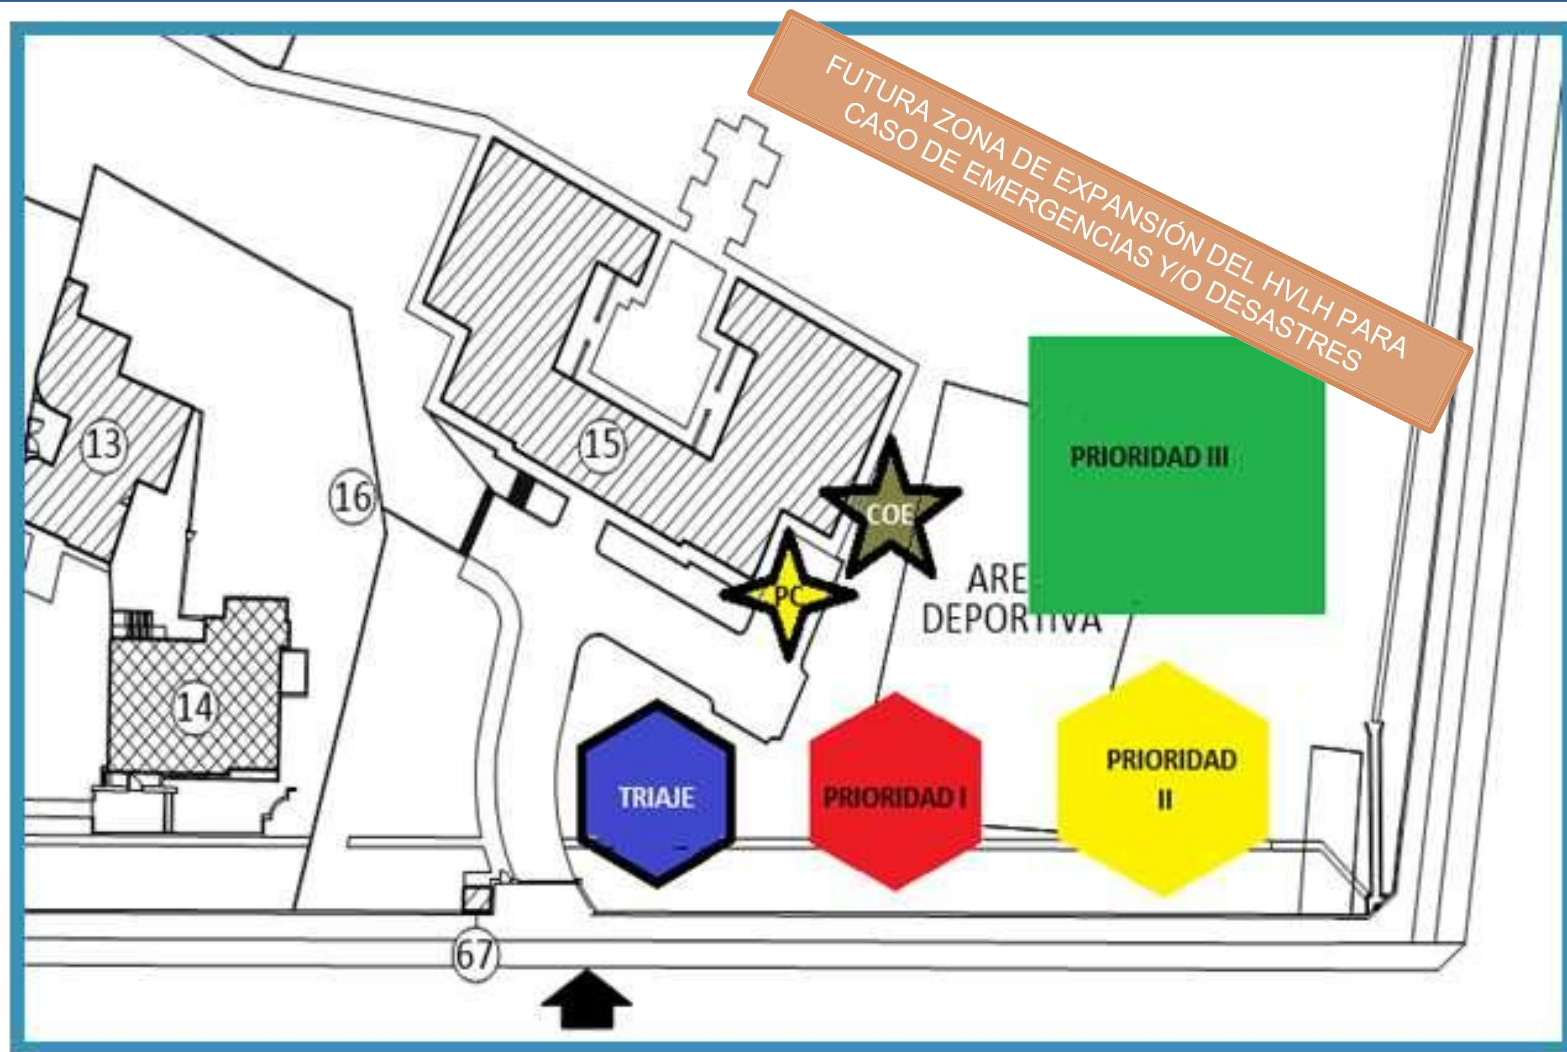 FUTURA ZONA DE EXPANSIÓN DEL HVLH PARA
CASO DE EMERGENCIAS Y/O DESASTRES
13
15
16
COE
PRIORIDAD III
PC
ARE
DEPORTIVA
14
TRIAJE
PRIORIDAD I
PRIORIDAD
II
67